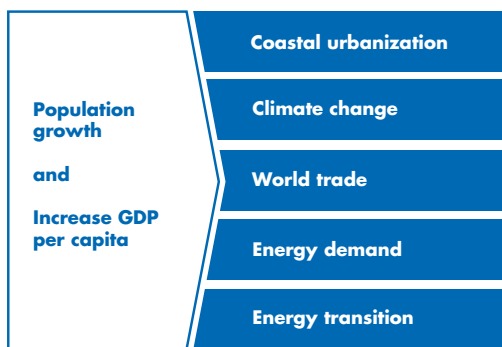 Population
growth
and
Increase GDP
per capita
Coastal urbanization
Climate change
World trade
Energy demand
Energy transition